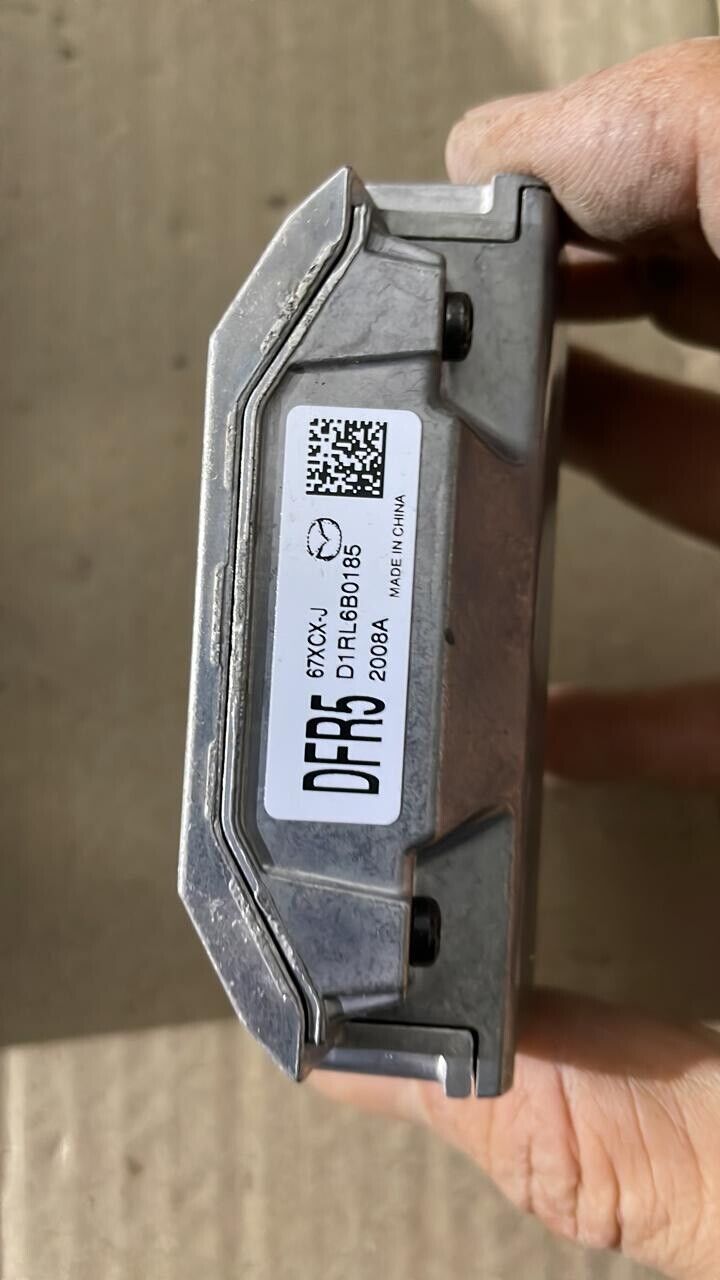 DFR5
67XCX-J
D1RL6B0185
2008A
MADE IN CHINA